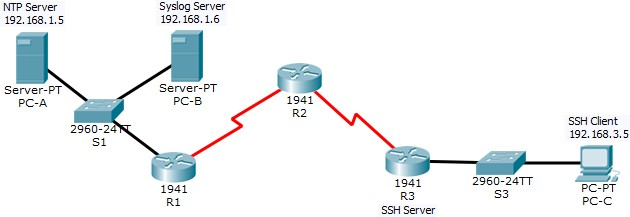 NTP Server
192.168.1.5
Syslog Server
192.168.1.6
Server-PT
PC-A
Server-PT
PC-B
2960-24TT
S1
1941
R1
1941
R2
1941
R3
SSH Server
2960-24TT
S3
SSH Client
192.168.3.5
PC-PT
PC-C